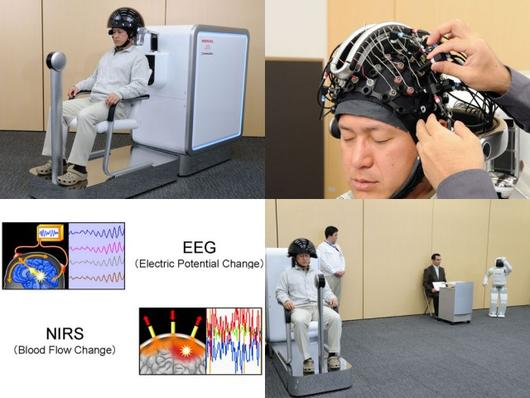 EEG
(Electric Potential Change)
NIRS
(Blood Flow Change)